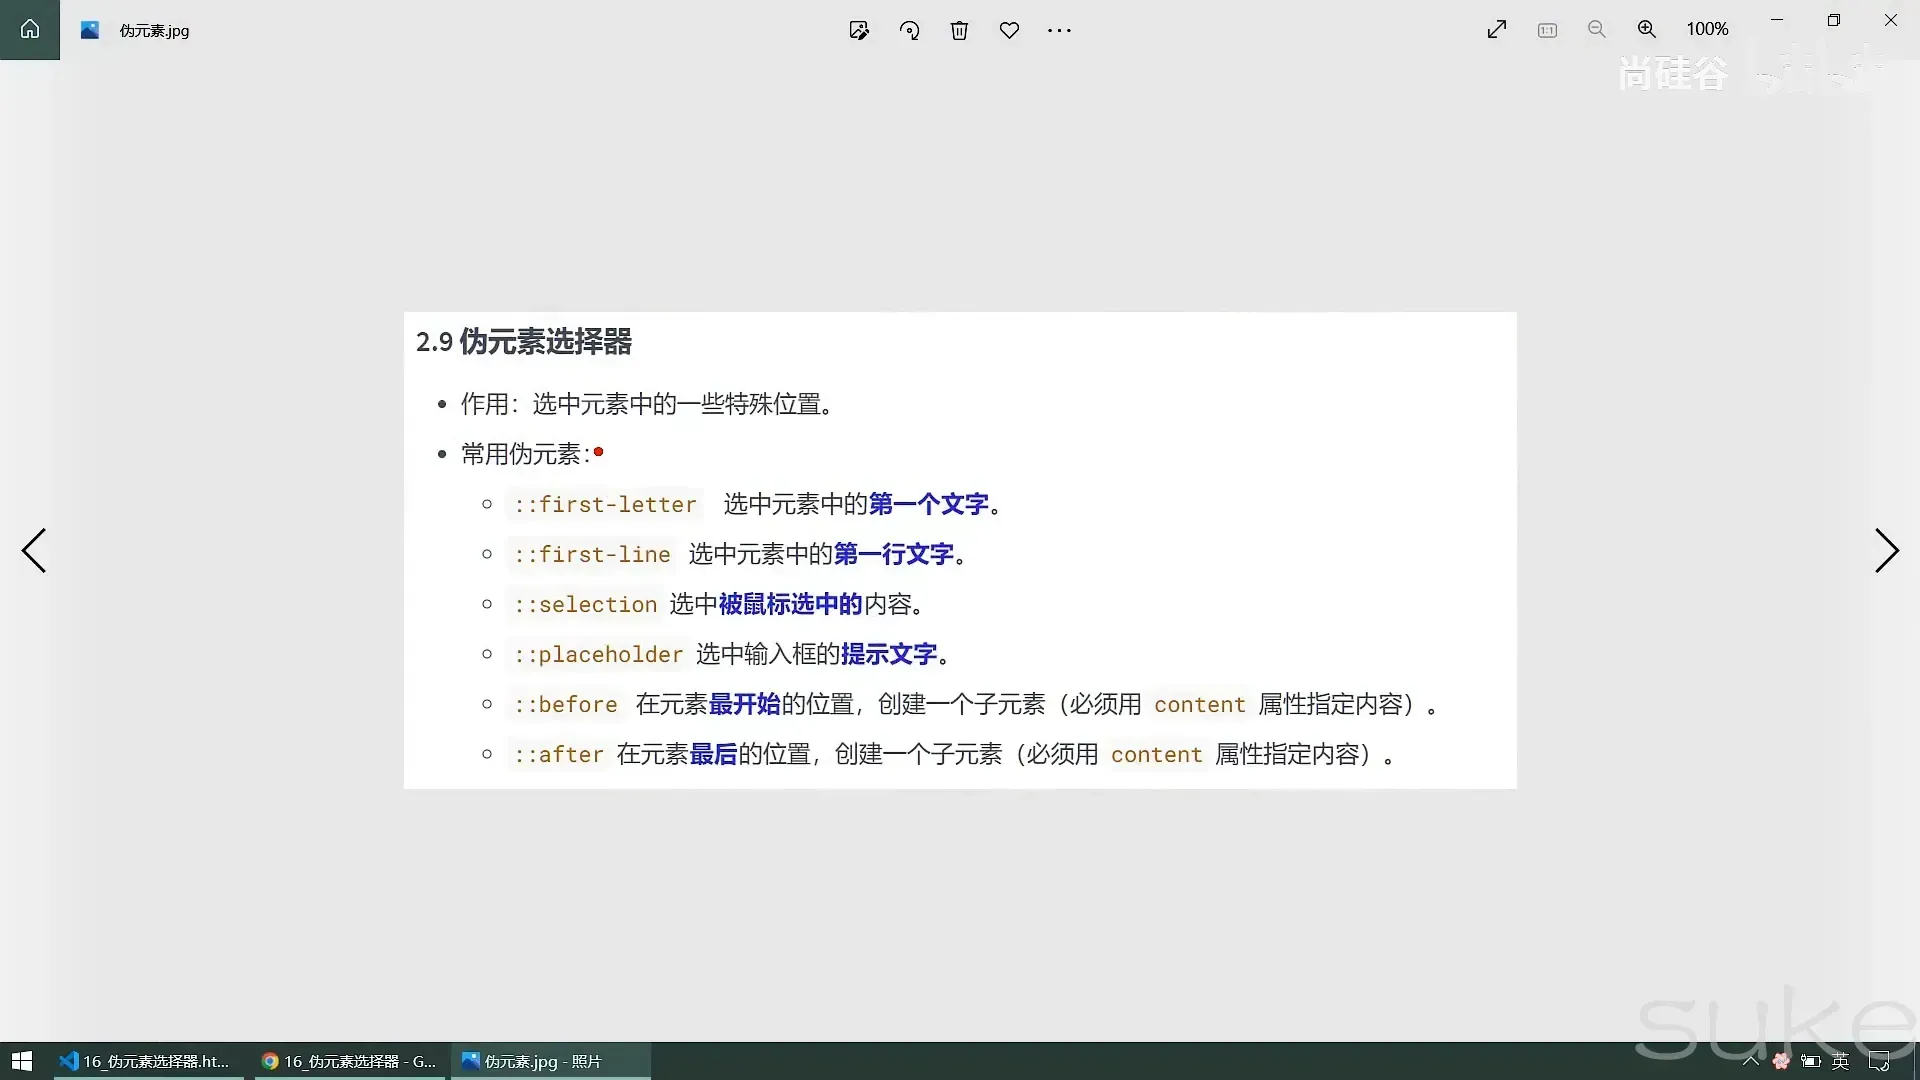 伪元素.jpg
100%
尚硅谷
2.9 伪元素选择器
作用：选中元素中的一些特殊位置。
常用伪元素：
::first-letter 选中元素中的第一个文字。
::first-line 选中元素中的第一行文字。
::selection 选中被鼠标选中的内容。
::placeholder 选中输入框的提示文字。
::before 在元素最开始的位置，创建一个子元素（必须用 content 属性指定内容）。
::after 在元素最后的位置，创建一个子元素（必须用 content 属性指定内容）。
suke
16_伪元素选择器.ht...
16_伪元素选择器 - G...
伪元素.jpg - 照片
英